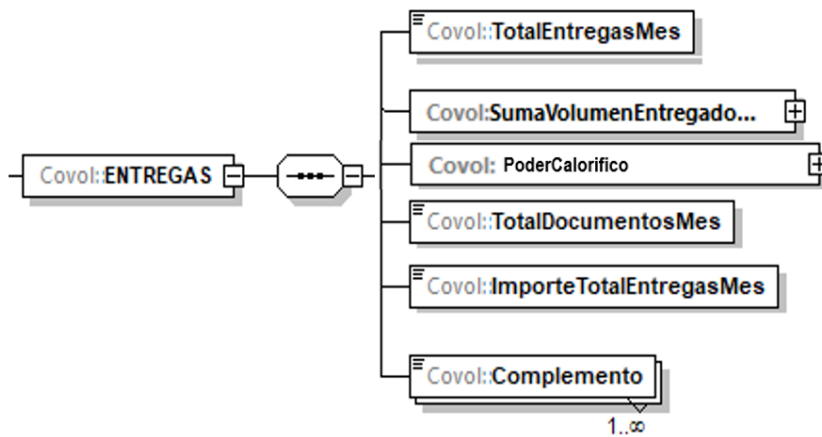 Covol::TotalEntregasMes
Covol:SumaVolumenEntregado...
Covol: PoderCalorifico
Covol::ENTREGAS
Covol::TotalDocumentosMes
Covol::ImporteTotalEntregasMes
Covol::Complemento
1..∞